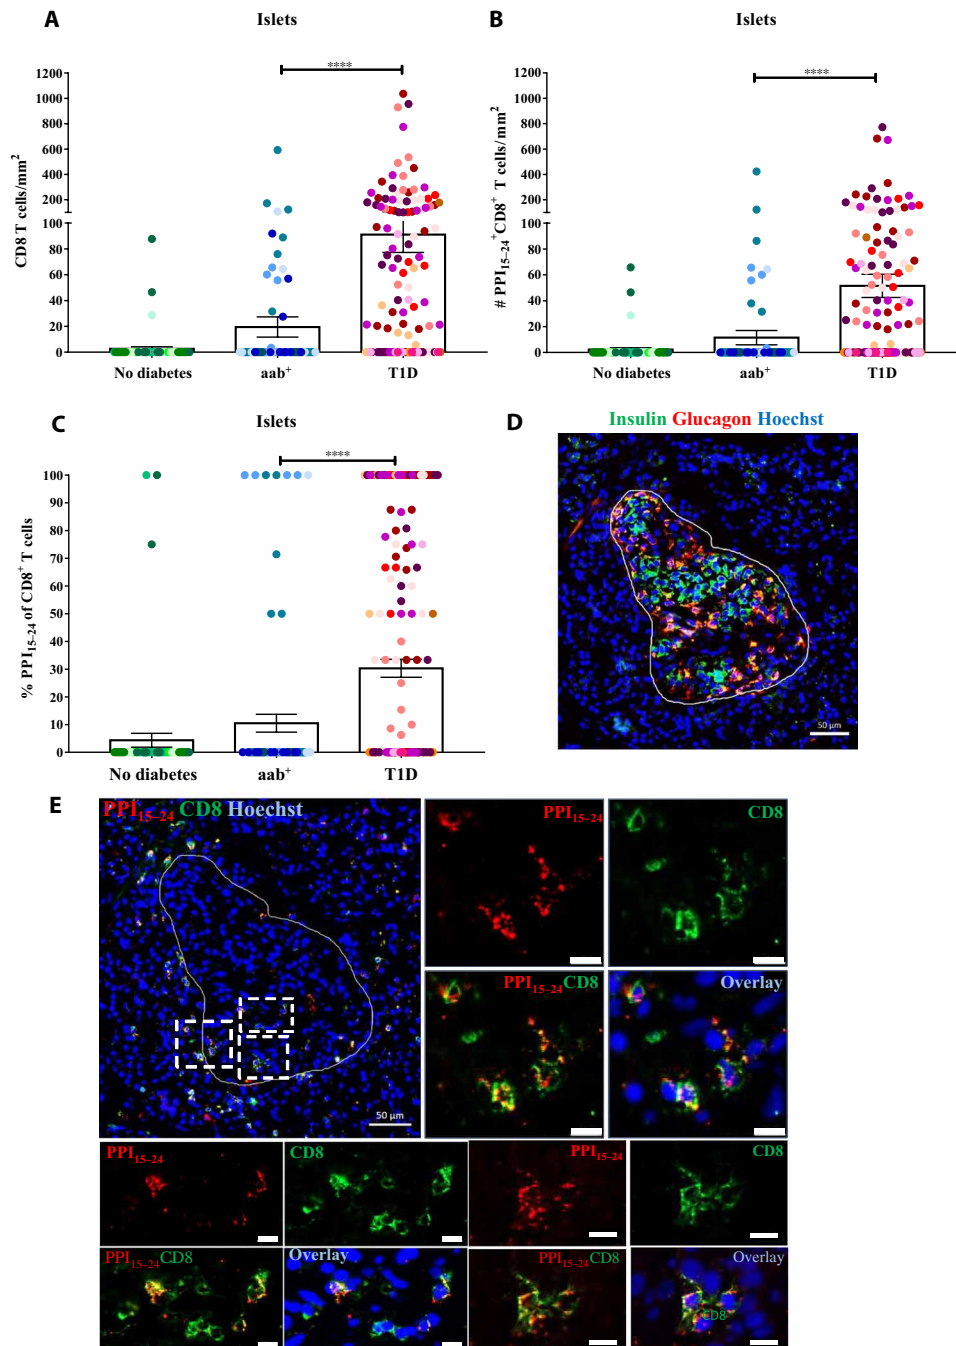 A
Islets
CD8 T cells/mm²
1200
1000
800
600
400
200
100
80
60
40
20
0
****
No diabetes
aab⁺
T1D
B
Islets
# PPI₁₅₋₂₄⁺CD8⁺ T cells/mm²
1200
1000
800
600
400
200
100
80
60
40
20
0
****
No diabetes
aab⁺
T1D
C
Islets
% PPI₁₅₋₂₄ of CD8⁺ T cells
100
90
80
70
60
50
40
30
20
10
0
****
No diabetes
aab⁺
T1D
D
Insulin Glucagon Hoechst
50 µm
E
PPI₁₅₋₂₄ CD8 Hoechst
50 µm
PPI₁₅₋₂₄
CD8
PPI₁₅₋₂₄CD8
Overlay
PPI₁₅₋₂₄
CD8
PPI₁₅₋₂₄
CD8
PPI₁₅₋₂₄CD8
Overlay
PPI₁₅₋₂₄CD8
Overlay
CD8